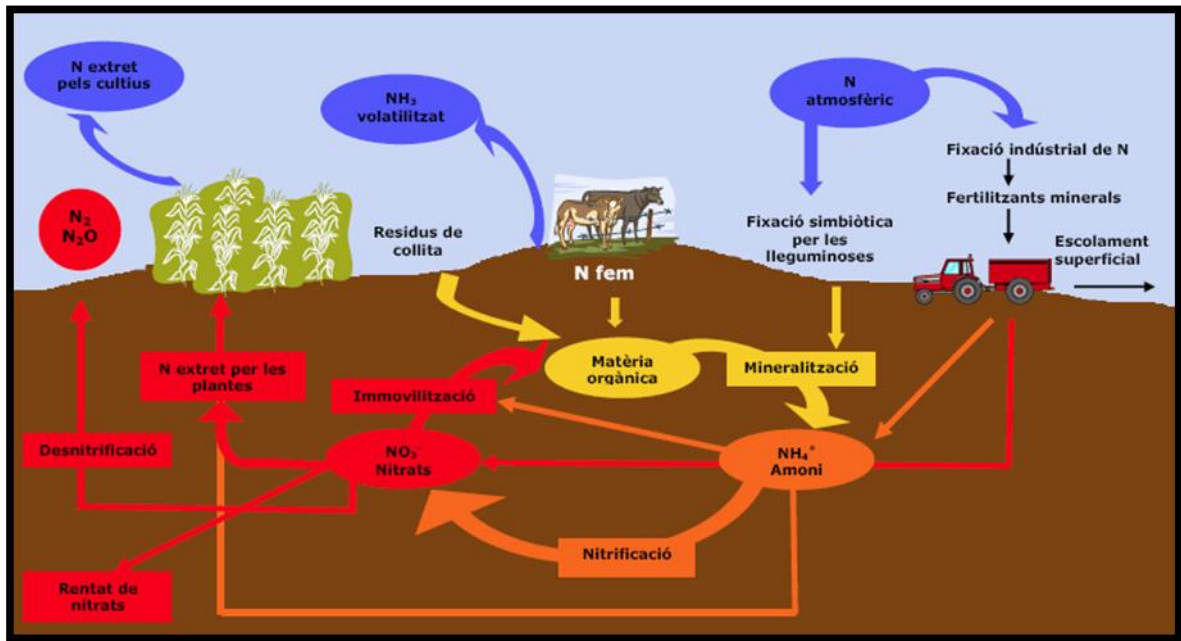 N extret
pels cultius
NH₃
volatilitzat
N
atmosfèric
Fixació indústrial de N
Fertilitzants minerals
Escolament
superficial
N₂
N₂O
Residus de
collita
N fem
Fixació simbiòtica
per les
lleguminoses
N extret per les
plantes
Immovilització
Matèria
orgànica
Mineralització
Desnitrificació
NO₃⁻
Nitrats
NH₄⁺
Amoni
Nitrificació
Rentat de
nitrats